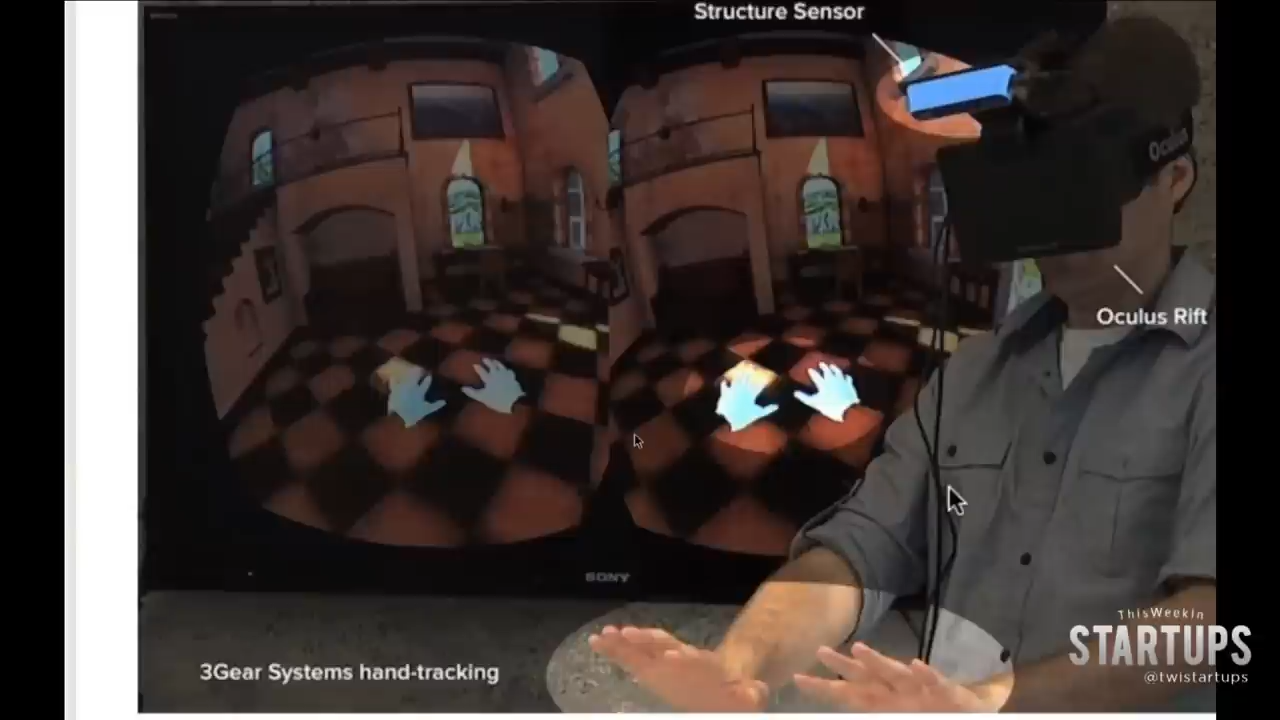 Structure Sensor
Oculus
Oculus Rift
SONY
3Gear Systems hand-tracking
ThisWeekIn
STARTUPS
@twistartups